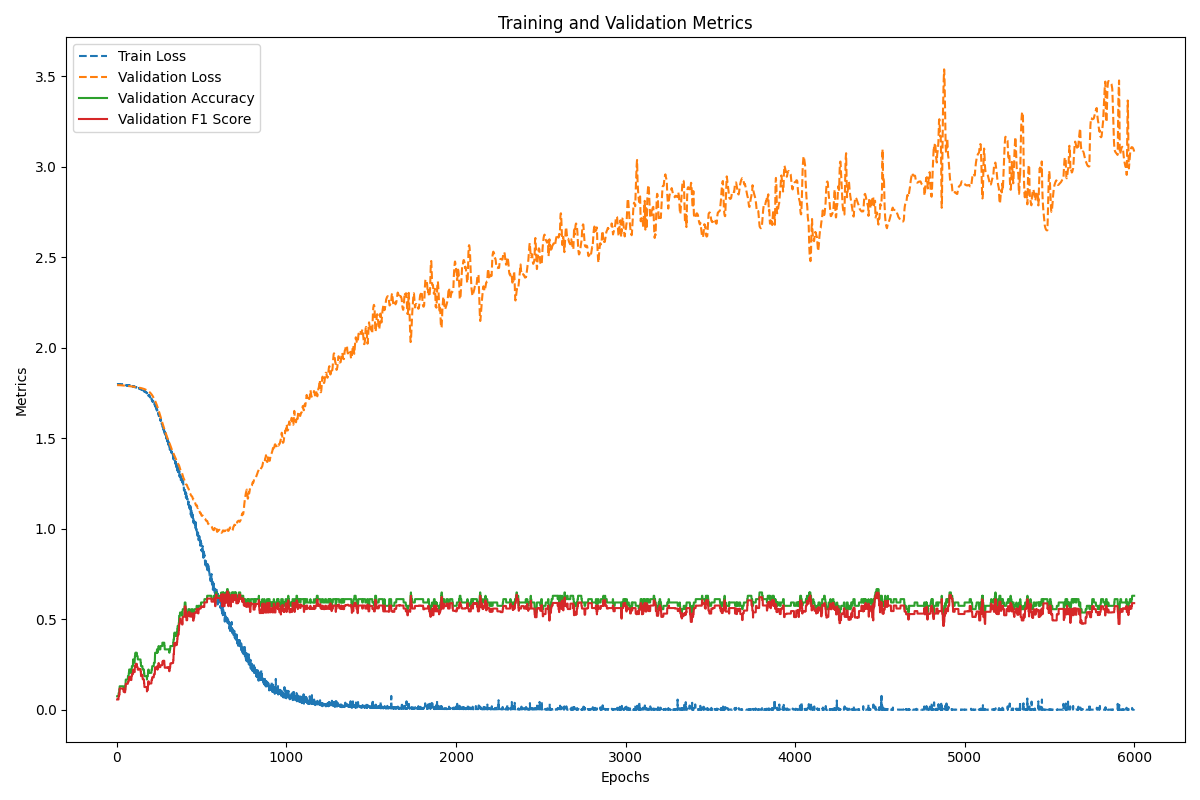 Training and Validation Metrics
Train Loss
Validation Loss
Validation Accuracy
Validation F1 Score
3.5
3.0
2.5
2.0
1.5
1.0
0.5
0.0
Metrics
0 1000 2000 3000 4000 5000 6000
Epochs